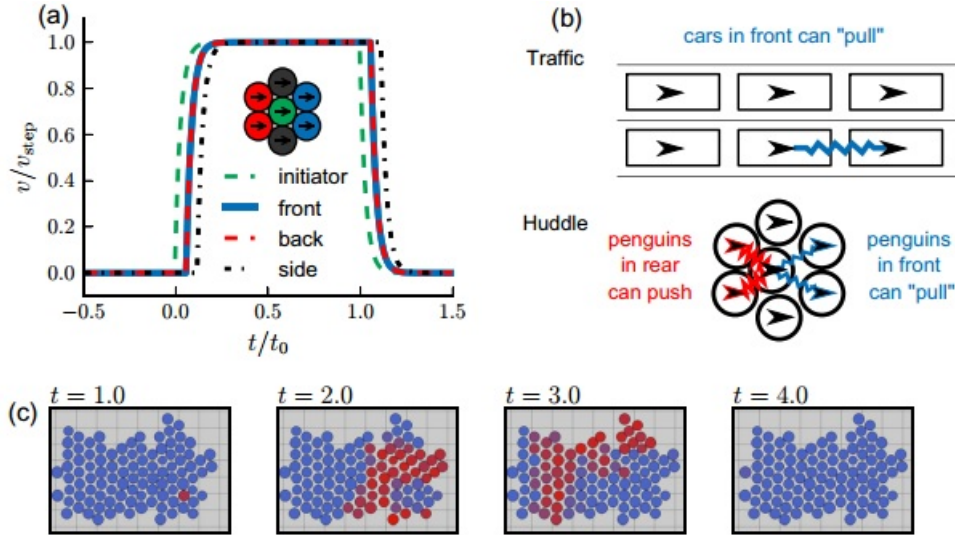 (a)
1.0
0.8
0.6
0.4
0.2
0.0
v/v_step
initiator
front
back
side
−0.5 0.0 0.5 1.0 1.5
t/t_0
(b)
cars in front can "pull"
Traffic
Huddle
penguins
in rear
can push
penguins
in front
can "pull"
(c)
t = 1.0
t = 2.0
t = 3.0
t = 4.0